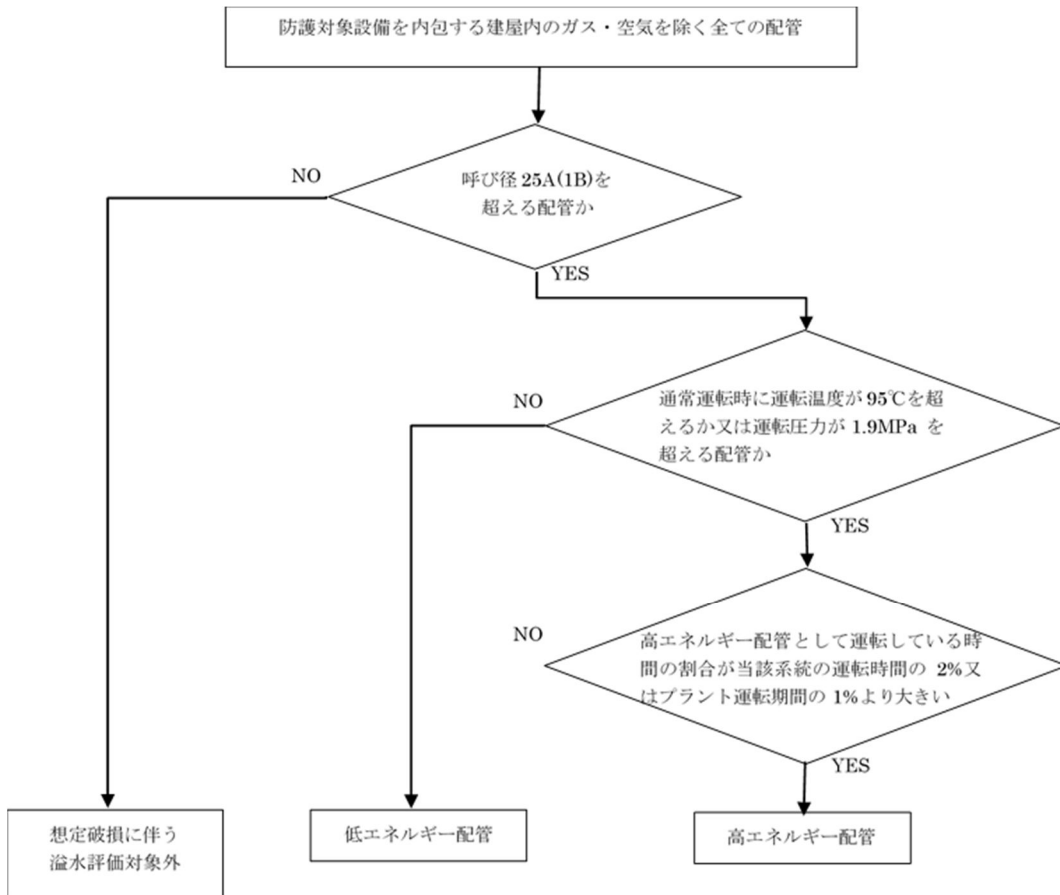 防護対象設備を内包する建屋内のガス・空気を除く全ての配管
NO
呼び径 25A(1B)を
超える配管か
YES
NO
通常運転時に運転温度が 95℃を超
えるか又は運転圧力が 1.9MPa を
超える配管か
YES
NO
高エネルギー配管として運転している時
間の割合が当該系統の運転時間の 2%又
はプラント運転期間の 1%より大きい
YES
想定破損に伴う
溢水評価対象外
低エネルギー配管
高エネルギー配管